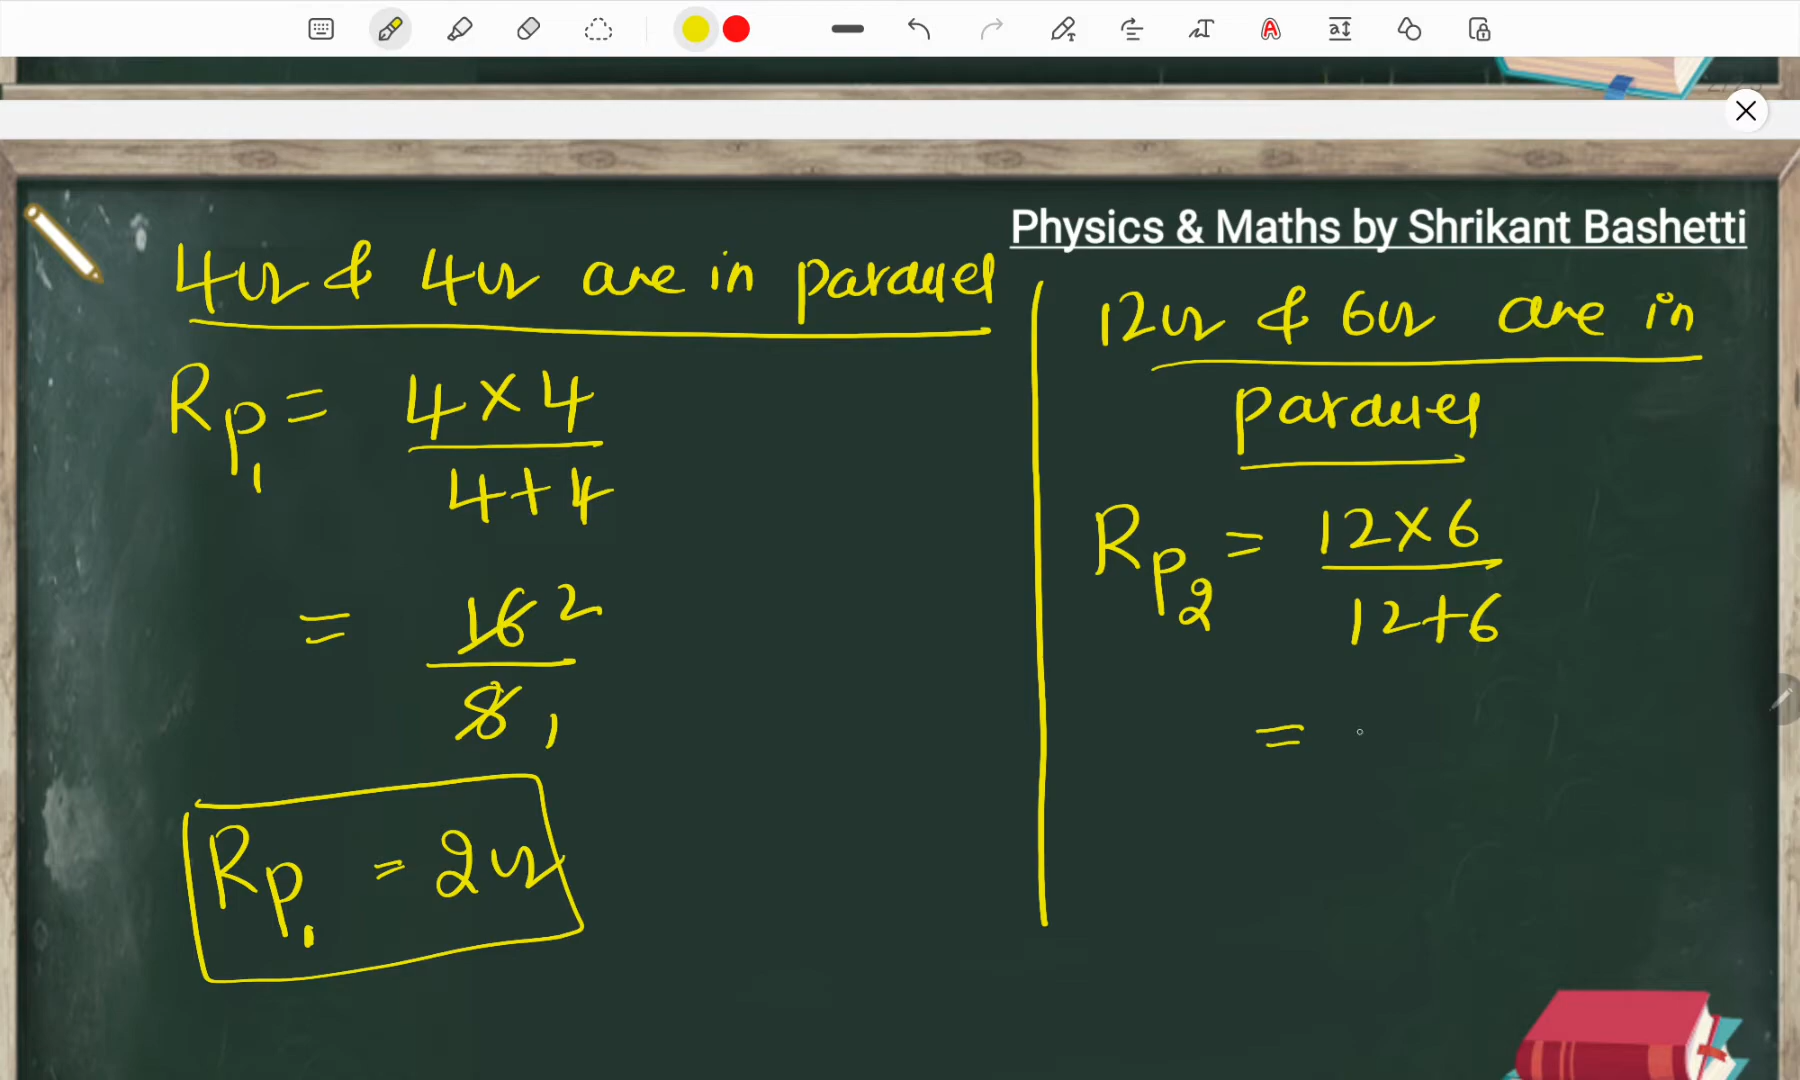 Physics & Maths by Shrikant Bashetti
4Ω & 4Ω are in parallel
Rp₁ = 4 × 4
4 + 4
= 16 2
8 1
Rp₁ = 2Ω
12Ω & 6Ω are in
parallel
Rp₂ = 12 × 6
12 + 6
=